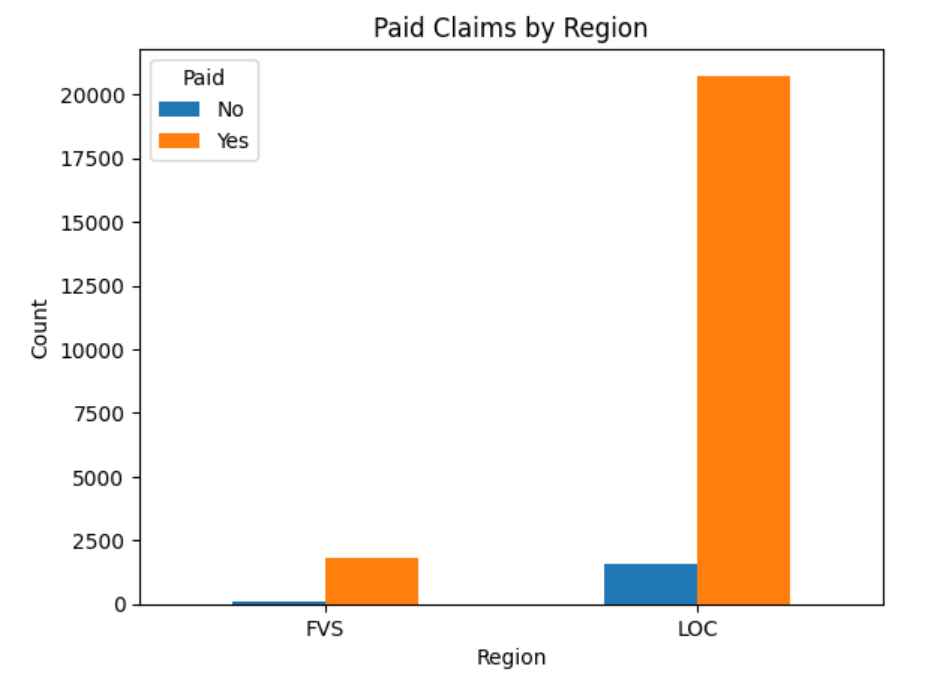 Paid Claims by Region
Paid
No
Yes
20000
17500
15000
12500
10000
7500
5000
2500
0
Count
FVS
LOC
Region